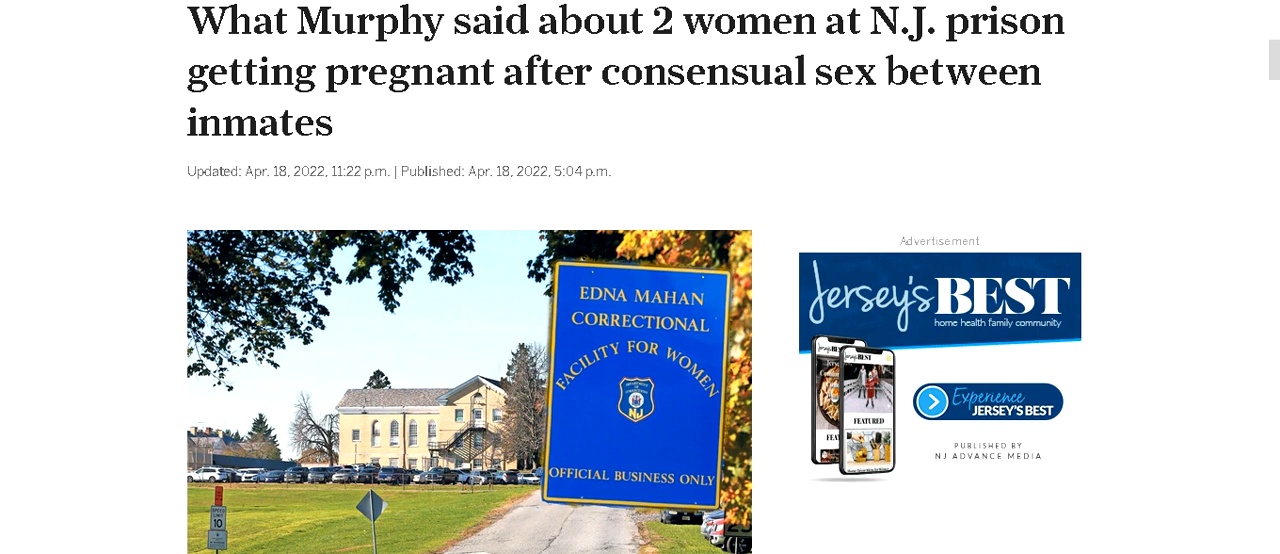 What Murphy said about 2 women at N.J. prison
getting pregnant after consensual sex between
inmates
Updated: Apr. 18, 2022, 11:22 p.m. | Published: Apr. 18, 2022, 5:04 p.m.
EDNA MAHAN
CORRECTIONAL
FACILITY FOR WOMEN
NJ
OFFICIAL BUSINESS ONLY
SPEED
LIMIT
10
Advertisement
Jersey's BEST
home health family community
FEATURED
Experience
JERSEY'S BEST
PUBLISHED BY
NJ ADVANCE MEDIA